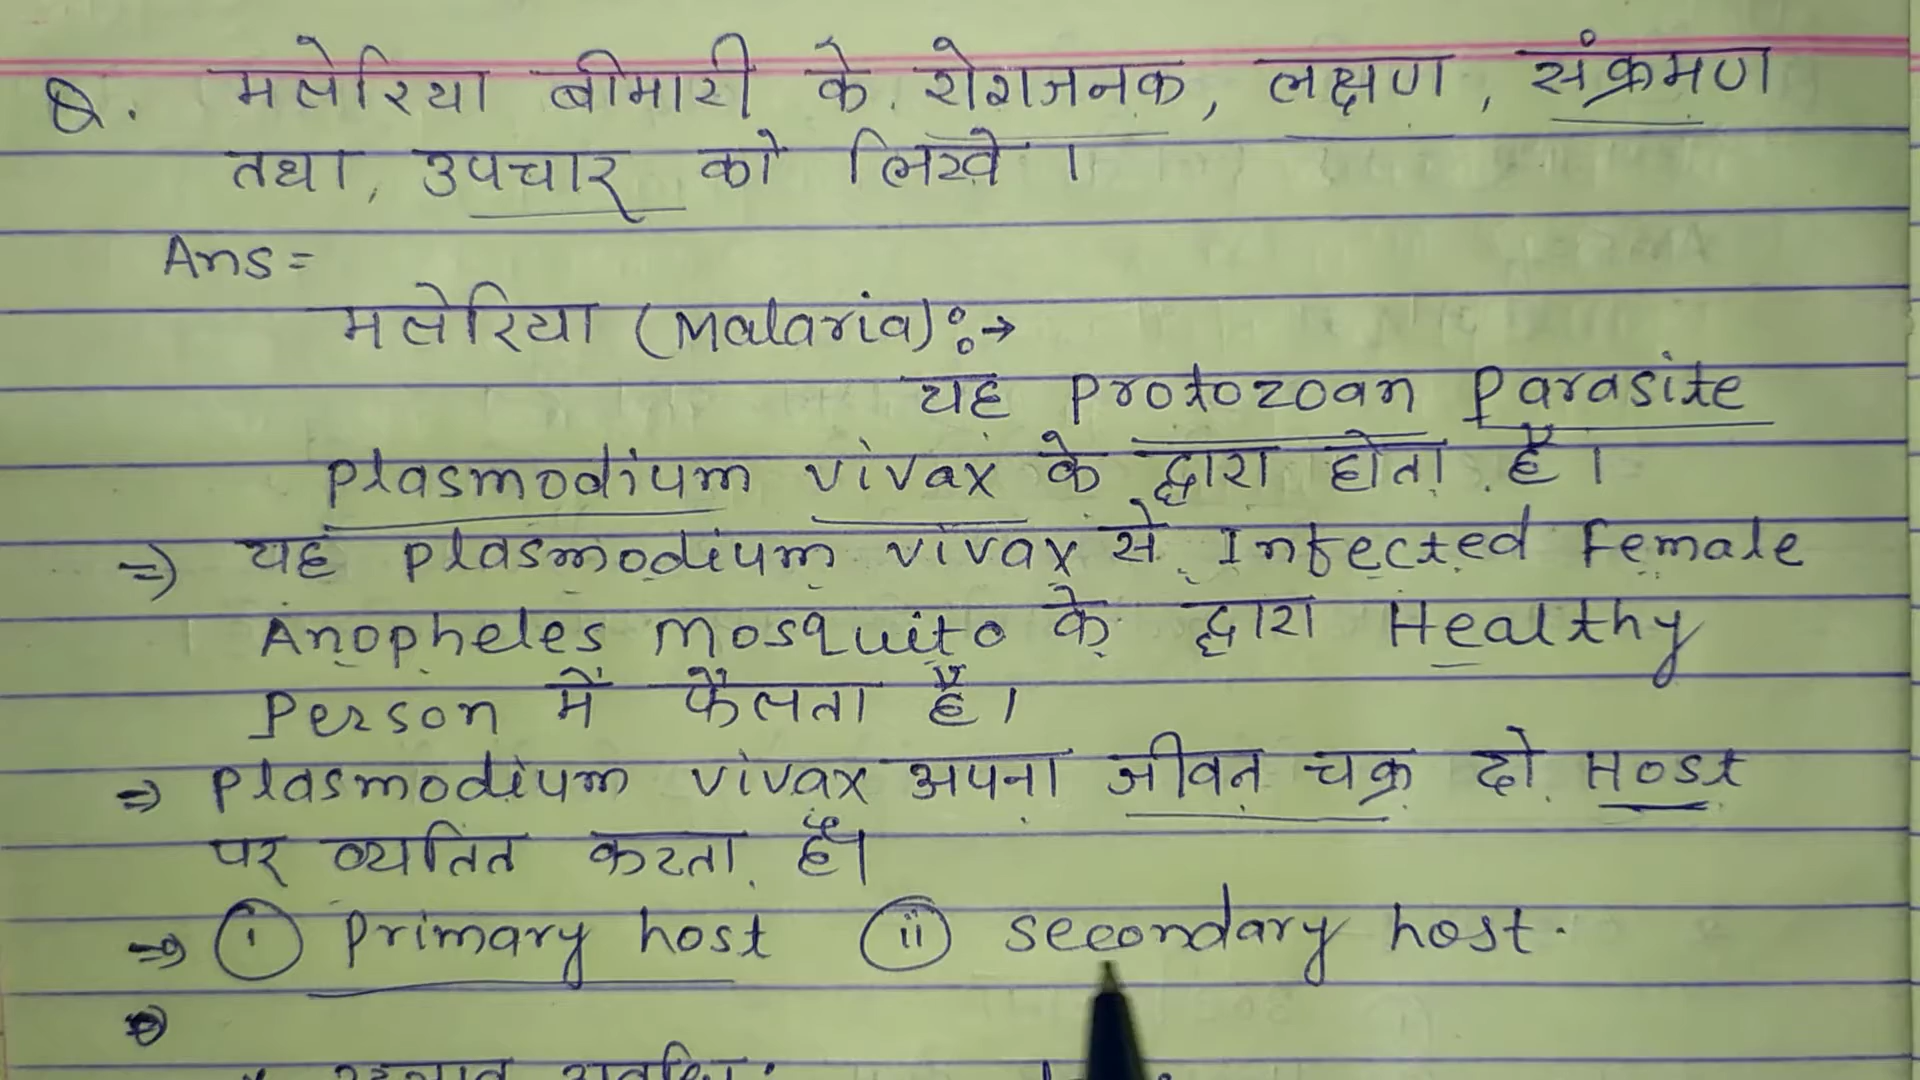 Q. मलेरिया बीमारी के रोगजनक, लक्षण, संक्रमण
तथा, उपचार को लिखे ।
Ans =
मलेरिया (Malaria) :→
यह Protozoan Parasite
Plasmodium vivax के द्वारा होता है ।
=> यह Plasmodium vivax से Infected Female
Anopheles Mosquito के द्वारा Healthy
Person में फैलता है ।
=> Plasmodium vivax अपना जीवन चक्र दो Host
पर व्यतित करता है।
=> (i) Primary host (ii) secondary host.